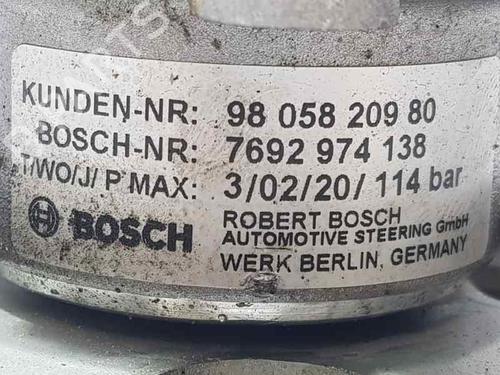 KUNDEN-NR: 98 058 209 80
BOSCH-NR: 7692 974 138
T/WO/J/ P MAX: 3/02/20/ 114 bar
BOSCH
ROBERT BOSCH
AUTOMOTIVE STEERING GmbH
WERK BERLIN, GERMANY